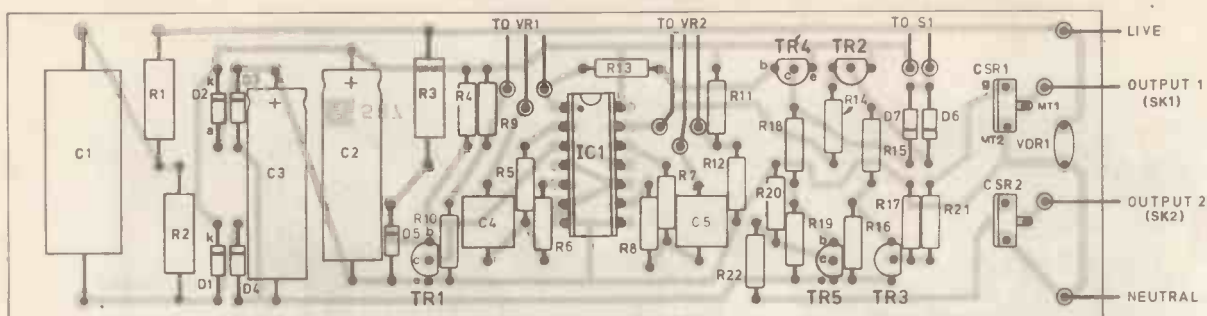 TO VR1
TO VR2
TO S1
LIVE
TR4
TR2
b
c
e
CSR1
g
OUTPUT 1
(SK1)
MT1
MT2
VDR1
R1
k
D2
a
+
+
R3
R4
R9
R13
R11
R14
R18
R15
D7
D6
C1
C2
C3
IC1
R5
R7
R12
CSR2
OUTPUT 2
(SK2)
R2
R10
C4
R6
R8
C5
R20
R19
R16
R17
R21
k
D1
D4
D5
b
c
e
TR1
R22
b
c
e
TR5
TR3
NEUTRAL